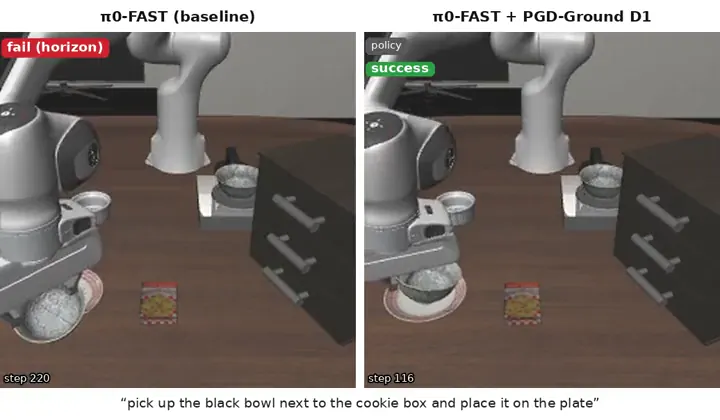 π0-FAST (baseline)
π0-FAST + PGD-Ground D1
fail (horizon)
policy
success
step 220
step 116
“pick up the black bowl next to the cookie box and place it on the plate”